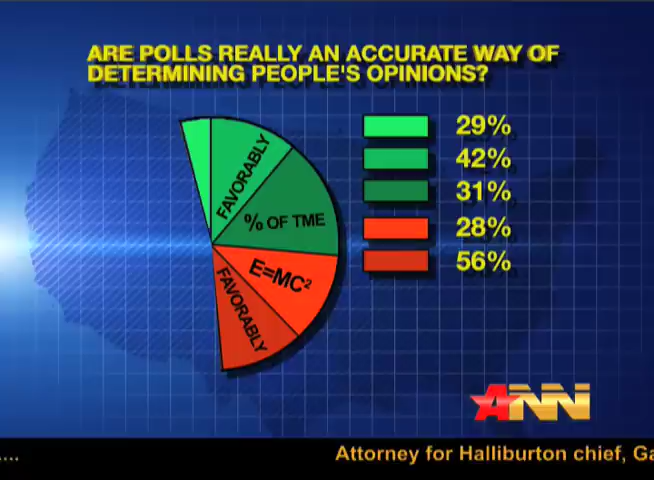 ARE POLLS REALLY AN ACCURATE WAY OF
DETERMINING PEOPLE'S OPINIONS?
FAVORABLY
% OF TME
E=MC²
FAVORABLY
29%
42%
31%
28%
56%
ANN
.... Attorney for Halliburton chief, Ga